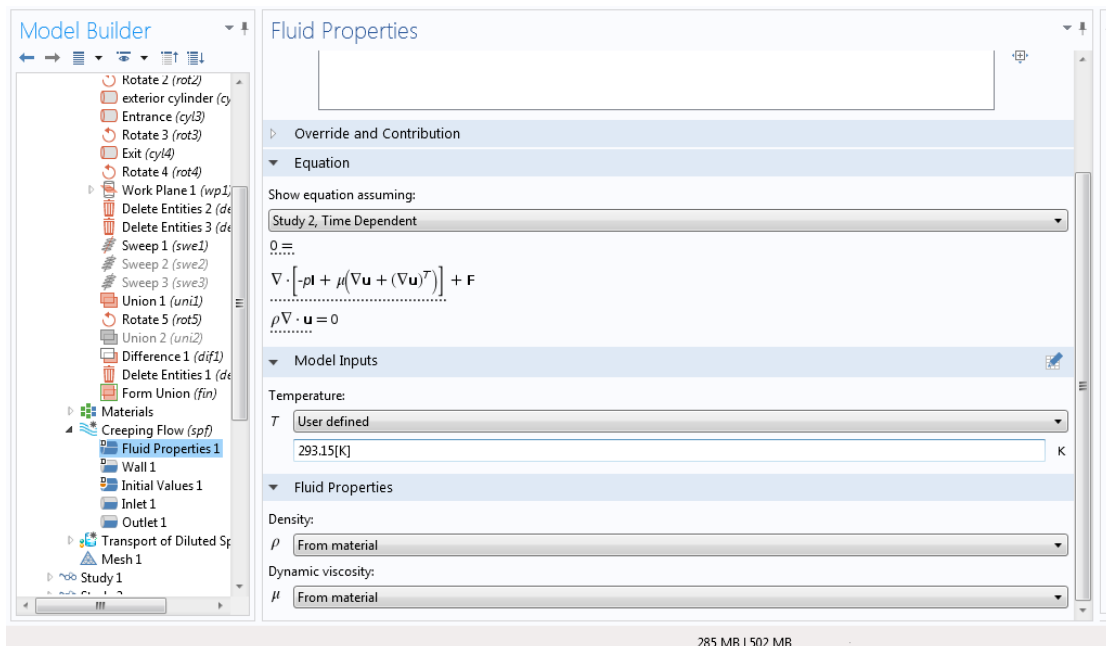 Model Builder
Rotate 2 (rot2)
exterior cylinder (cy
Entrance (cyl3)
Rotate 3 (rot3)
Exit (cyl4)
Rotate 4 (rot4)
Work Plane 1 (wp1)
Delete Entities 2 (de
Delete Entities 3 (de
Sweep 1 (swe1)
Sweep 2 (swe2)
Sweep 3 (swe3)
Union 1 (uni1)
Rotate 5 (rot5)
Union 2 (uni2)
Difference 1 (dif1)
Delete Entities 1 (de
Form Union (fin)
Materials
Creeping Flow (spf)
Fluid Properties 1
Wall 1
Initial Values 1
Inlet 1
Outlet 1
Transport of Diluted Sp
Mesh 1
Study 1
Fluid Properties
Override and Contribution
Equation
Show equation assuming:
Study 2, Time Dependent
0 =
∇ · [-pI + μ(∇u + (∇u)ᵀ)] + F
ρ∇ · u = 0
Model Inputs
Temperature:
T User defined
293.15[K] K
Fluid Properties
Density:
ρ From material
Dynamic viscosity:
μ From material
285 MB | 502 MB